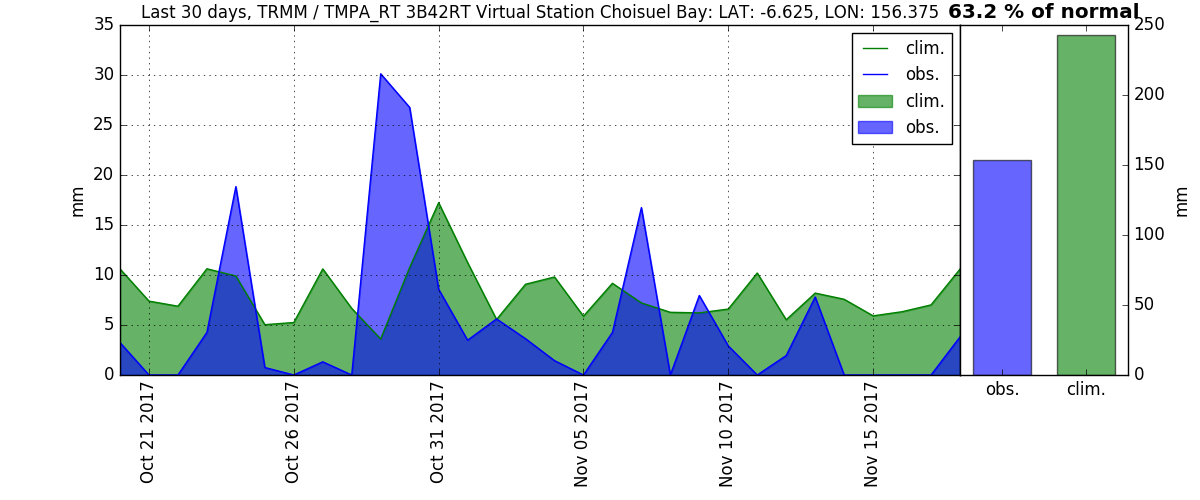 Last 30 days, TRMM / TMPA_RT 3B42RT Virtual Station Choisuel Bay: LAT: -6.625, LON: 156.375
63.2 % of normal
35
30
25
20
15
10
5
0
mm
clim.
obs.
clim.
obs.
250
200
150
100
50
0
mm
Oct 21 2017
Oct 26 2017
Oct 31 2017
Nov 05 2017
Nov 10 2017
Nov 15 2017
obs.
clim.